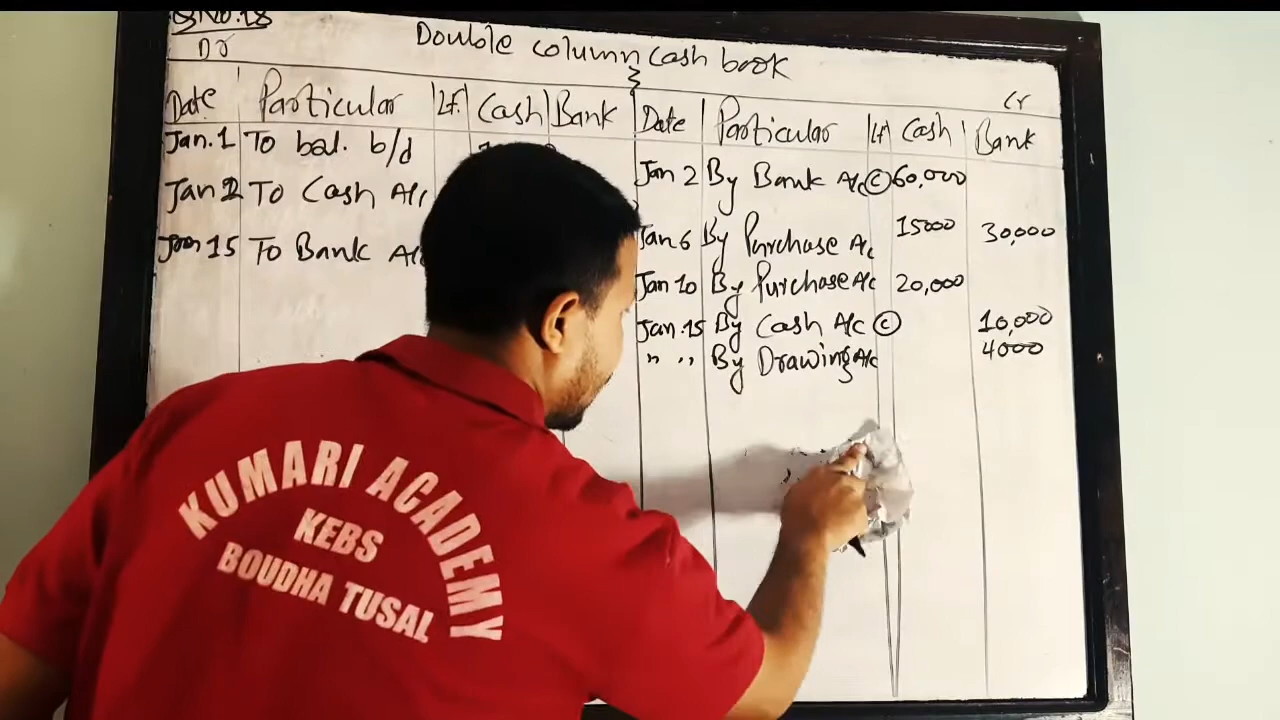 QNo.18
Dr Double column cash book Cr
Date Particular L.f. Cash Bank Date Particular Lf Cash Bank
Jan.1 To bal. b/d
Jan 2 To Cash A/c Jan 2 By Bank A/c © 60,000
Jan 6 By Purchase A/c 15000 30,000
Jan 15 To Bank A/c
Jan 10 By Purchase A/c 20,000
Jan.15 By Cash A/c © 10,000
" " By Drawing A/c 4000
KUMARI ACADEMY
KEBS
BOUDHA TUSAL